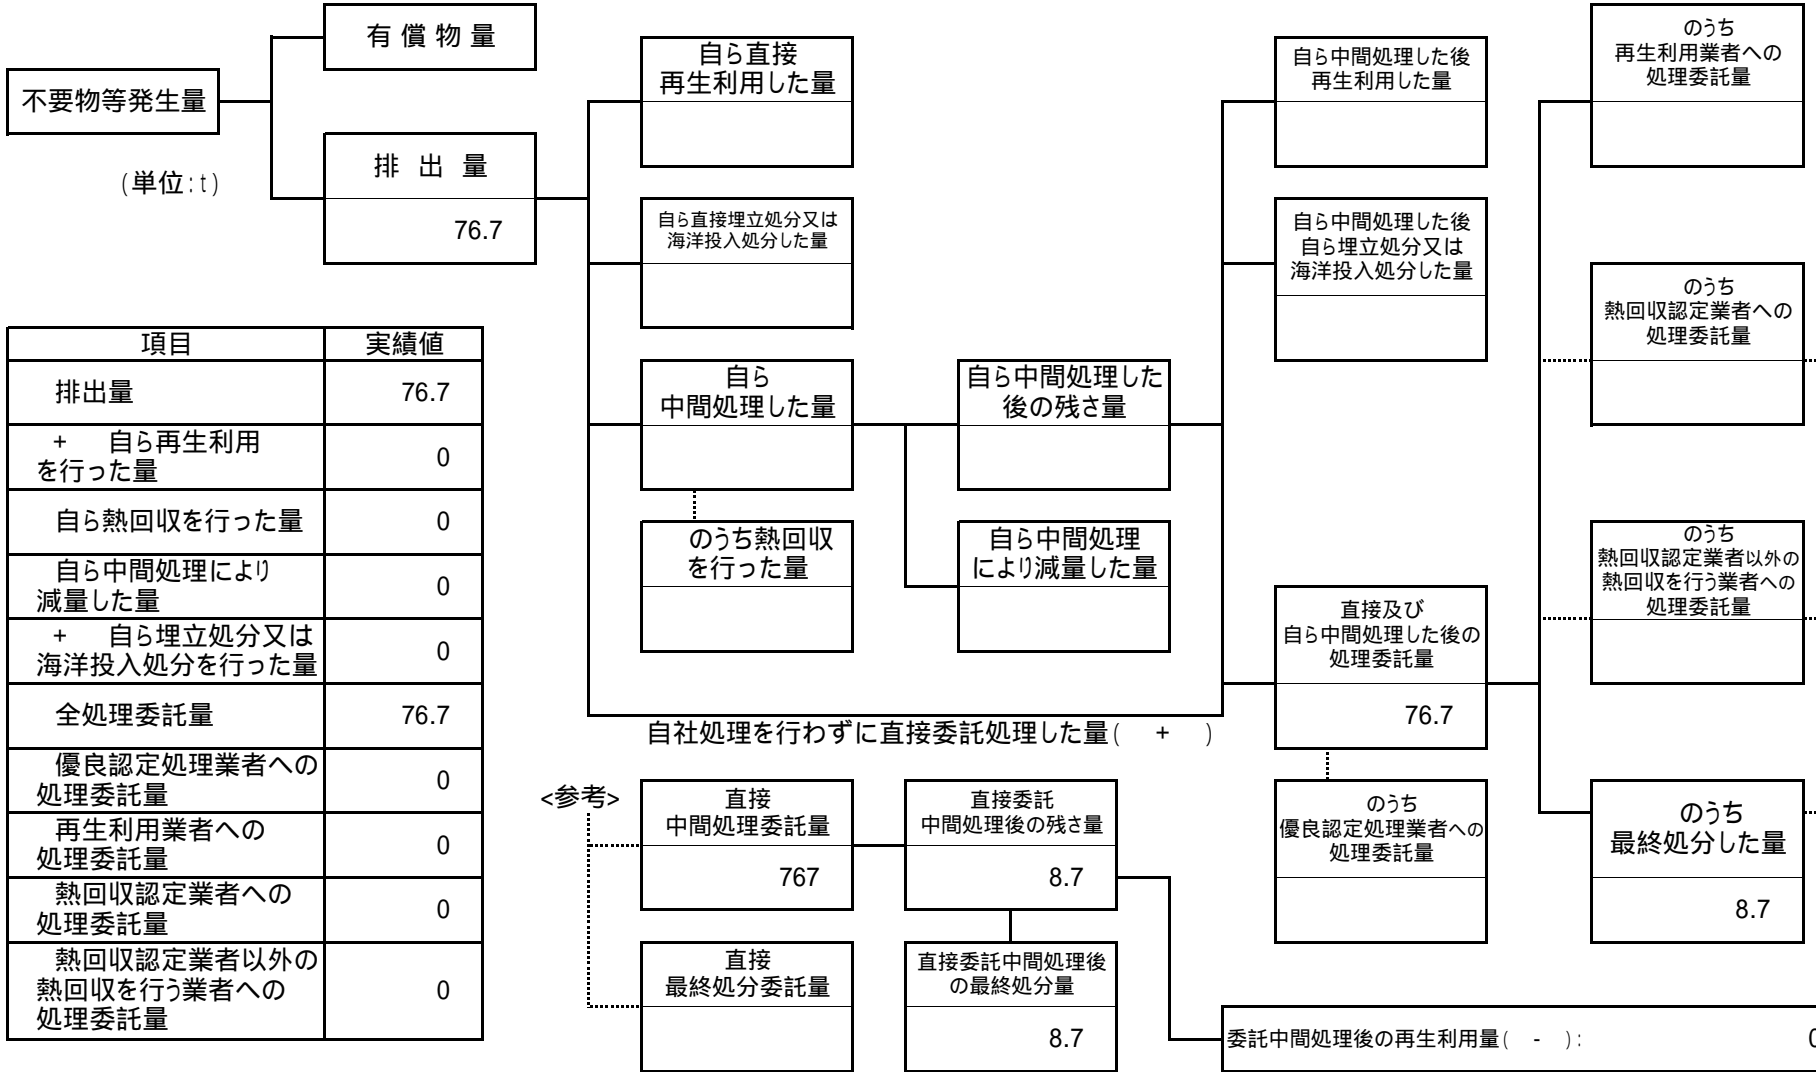 不要物等発生量
(単位:t)
有 償 物 量
排 出 量
76.7
自ら直接
再生利用した量
自ら直接埋立処分又は
海洋投入処分した量
自ら
中間処理した量
のうち熱回収
を行った量
自ら中間処理した
後の残さ量
自ら中間処理
により減量した量
自ら中間処理した後
再生利用した量
自ら中間処理した後
自ら埋立処分又は
海洋投入処分した量
直接及び
自ら中間処理した後の
処理委託量
76.7
のうち
優良認定処理業者への
処理委託量
のうち
再生利用業者への
処理委託量
のうち
熱回収認定業者への
処理委託量
のうち
熱回収認定業者以外の
熱回収を行う業者への
処理委託量
のうち
最終処分した量
8.7
自社処理を行わずに直接委託処理した量( + )
<参考>
直接
中間処理委託量
767
直接委託
中間処理後の残さ量
8.7
直接
最終処分委託量
直接委託中間処理後
の最終処分量
8.7
委託中間処理後の再生利用量( - ): 0
項目 実績値
排出量 76.7
+ 自ら再生利用
を行った量 0
自ら熱回収を行った量 0
自ら中間処理により
減量した量 0
+ 自ら埋立処分又は
海洋投入処分を行った量 0
全処理委託量 76.7
優良認定処理業者への
処理委託量 0
再生利用業者への
処理委託量 0
熱回収認定業者への
処理委託量 0
熱回収認定業者以外の
熱回収を行う業者への
処理委託量 0